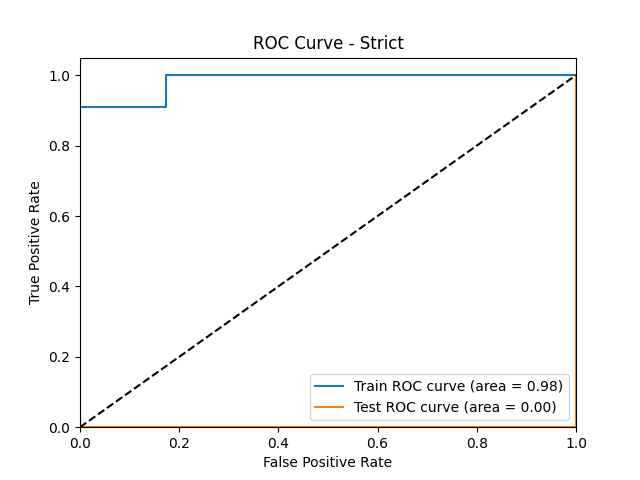 ROC Curve - Strict
True Positive Rate
1.0
0.8
0.6
0.4
0.2
0.0
Train ROC curve (area = 0.98)
Test ROC curve (area = 0.00)
0.0 0.2 0.4 0.6 0.8 1.0
False Positive Rate